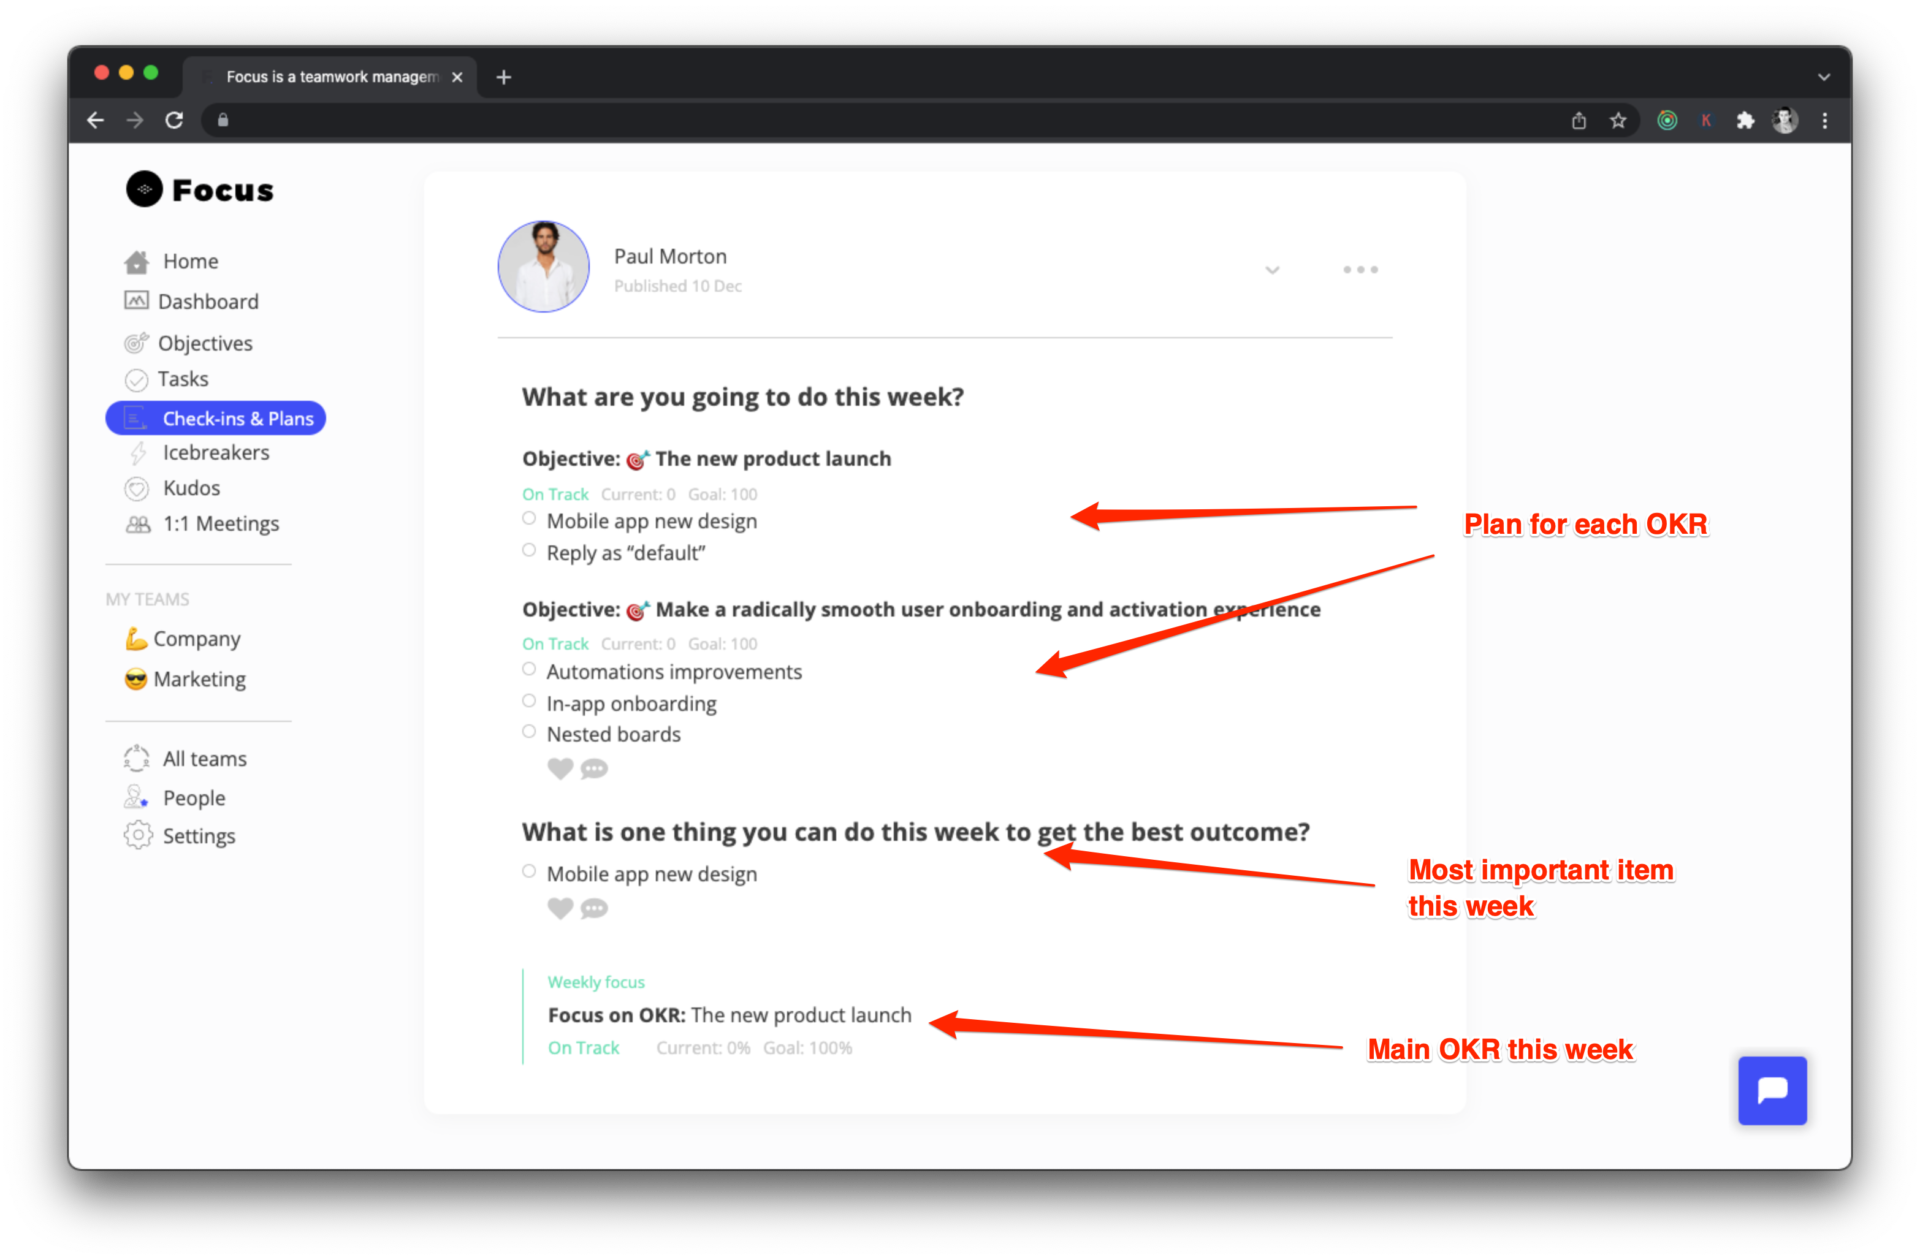 Focus is a teamwork managem
K
Focus
Home
Dashboard
Objectives
Tasks
Check-ins & Plans
Icebreakers
Kudos
1:1 Meetings
MY TEAMS
Company
Marketing
All teams
People
Settings
Paul Morton
Published 10 Dec
What are you going to do this week?
Objective: 🎯 The new product launch
On Track Current: 0 Goal: 100
Mobile app new design
Reply as “default”
Objective: 🎯 Make a radically smooth user onboarding and activation experience
On Track Current: 0 Goal: 100
Automations improvements
In-app onboarding
Nested boards
What is one thing you can do this week to get the best outcome?
Mobile app new design
Weekly focus
Focus on OKR: The new product launch
On Track Current: 0% Goal: 100%
Plan for each OKR
Most important item
this week
Main OKR this week